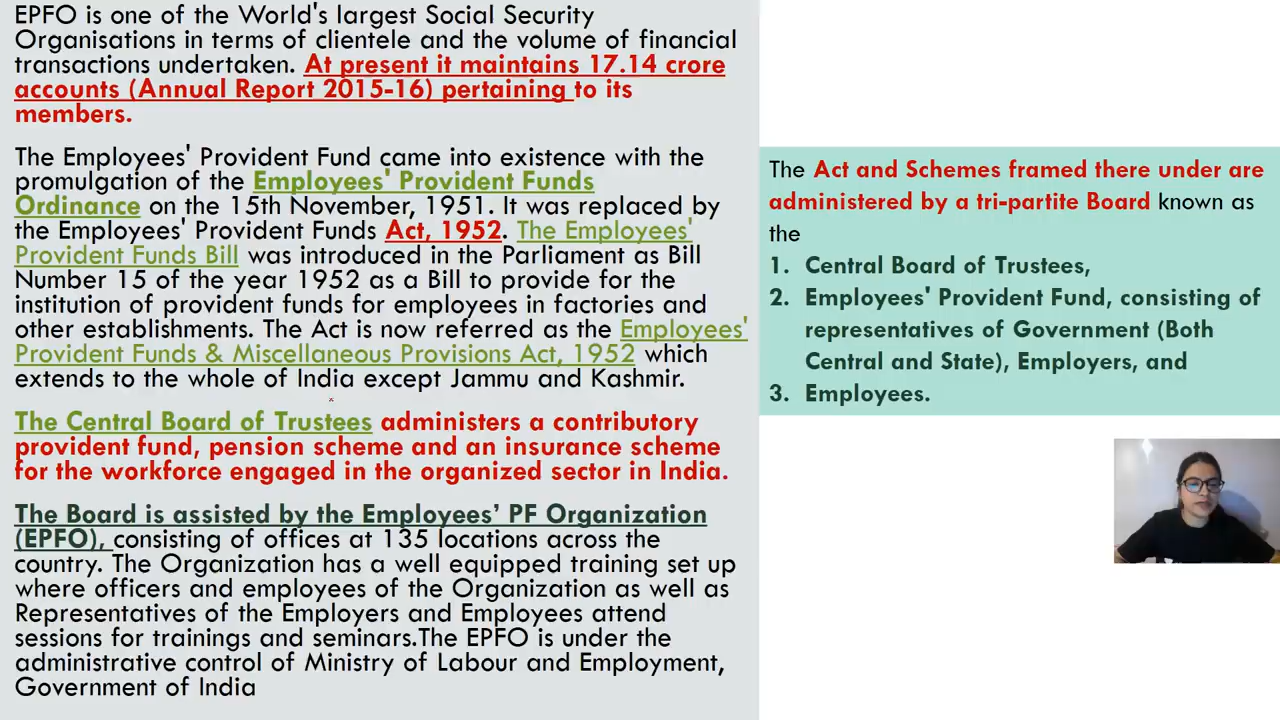 EPFO is one of the World's largest Social Security
Organisations in terms of clientele and the volume of financial
transactions undertaken. At present it maintains 17.14 crore
accounts (Annual Report 2015-16) pertaining to its
members.
The Employees' Provident Fund came into existence with the
promulgation of the Employees' Provident Funds
Ordinance on the 15th November, 1951. It was replaced by
the Employees' Provident Funds Act, 1952. The Employees'
Provident Funds Bill was introduced in the Parliament as Bill
Number 15 of the year 1952 as a Bill to provide for the
institution of provident funds for employees in factories and
other establishments. The Act is now referred as the Employees'
Provident Funds & Miscellaneous Provisions Act, 1952 which
extends to the whole of India except Jammu and Kashmir.
The Central Board of Trustees administers a contributory
provident fund, pension scheme and an insurance scheme
for the workforce engaged in the organized sector in India.
The Board is assisted by the Employees’ PF Organization
(EPFO), consisting of offices at 135 locations across the
country. The Organization has a well equipped training set up
where officers and employees of the Organization as well as
Representatives of the Employers and Employees attend
sessions for trainings and seminars.The EPFO is under the
administrative control of Ministry of Labour and Employment,
Government of India
The Act and Schemes framed there under are
administered by a tri-partite Board known as
the
1. Central Board of Trustees,
2. Employees' Provident Fund, consisting of
representatives of Government (Both
Central and State), Employers, and
3. Employees.